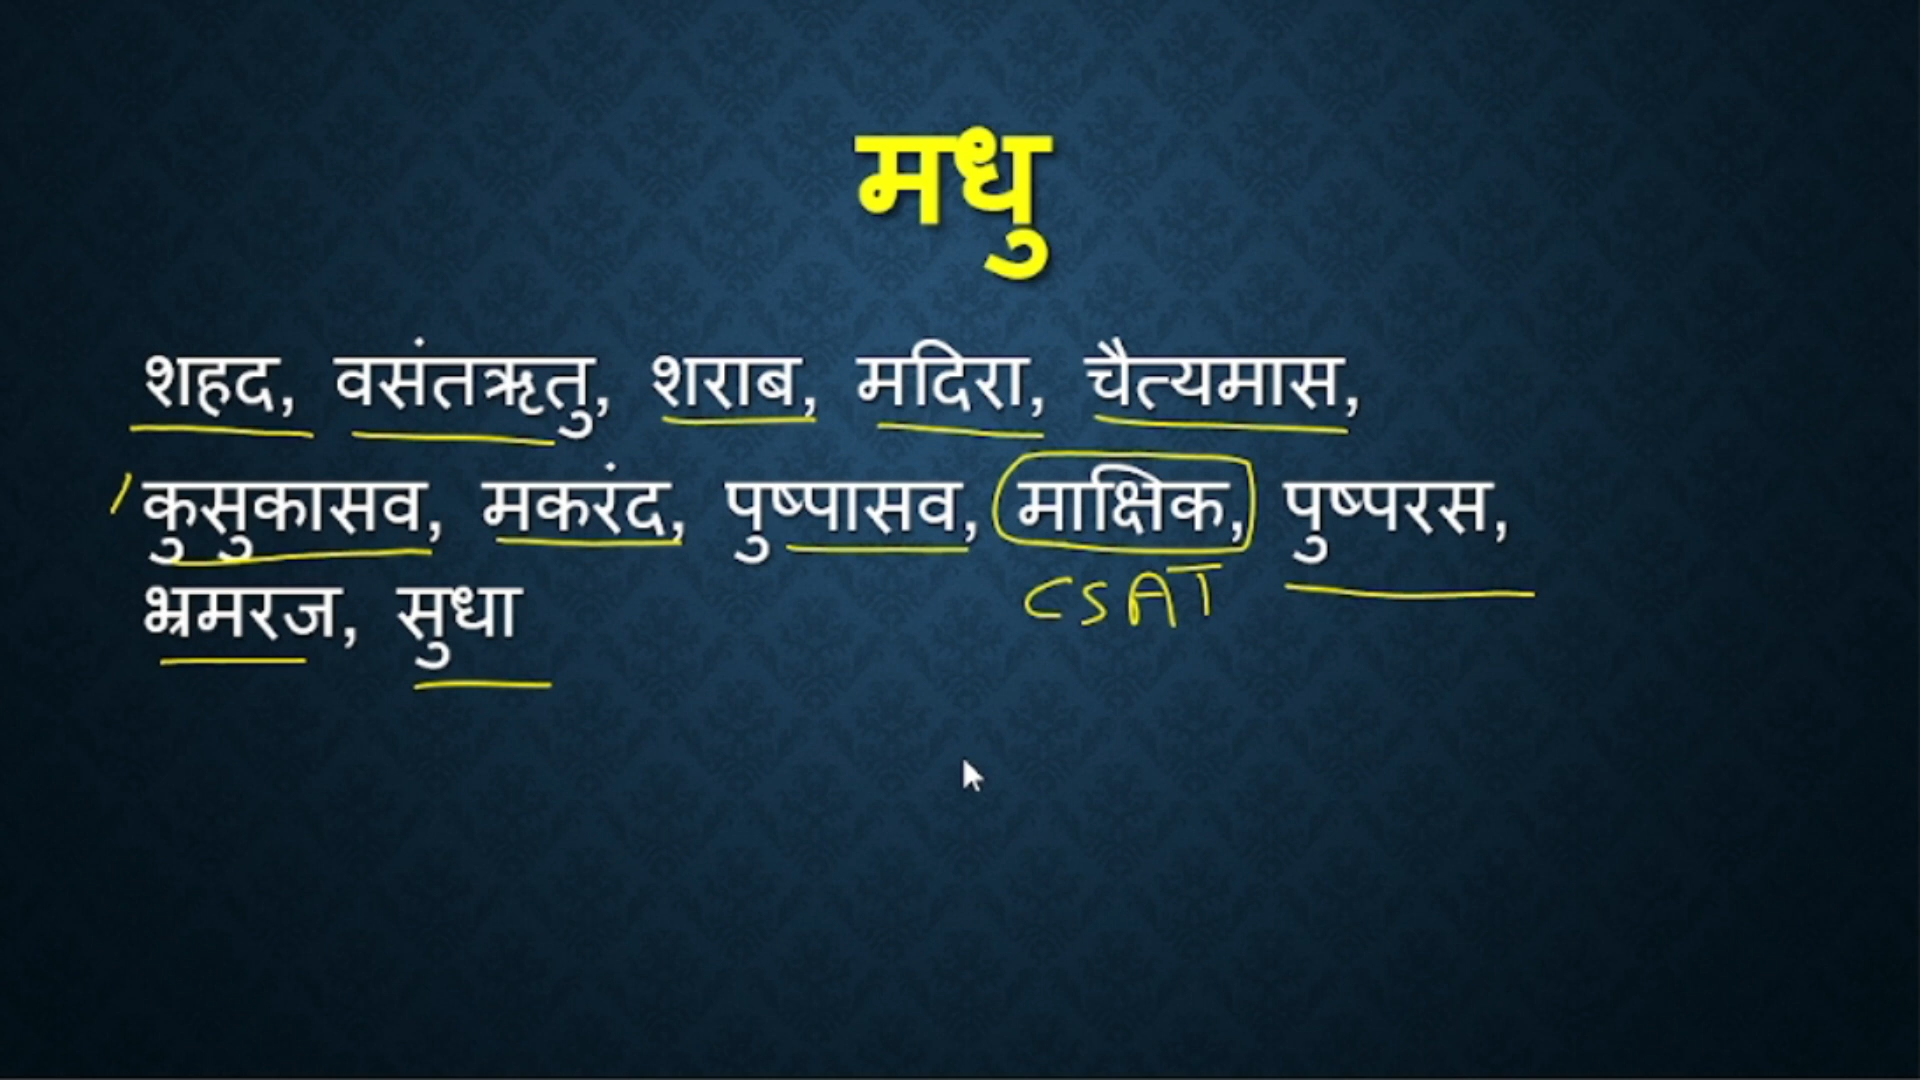 मधु
शहद, वसंतऋतु, शराब, मदिरा, चैत्यमास,
कुसुकासव, मकरंद, पुष्पासव, माक्षिक, पुष्परस,
CSAT
भ्रमरज, सुधा